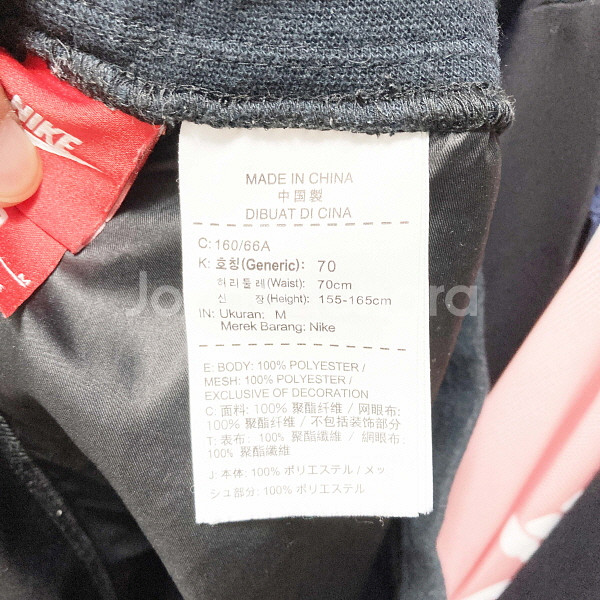 NIKE
MADE IN CHINA
中国製
DIBUAT DI CINA
C: 160/66A
K: 호칭(Generic): 70
허리둘레(Waist): 70cm
신 장(Height): 155-165cm
IN: Ukuran: M
Merek Barang: Nike
E: BODY: 100% POLYESTER /
MESH: 100% POLYESTER /
EXCLUSIVE OF DECORATION
C: 面料: 100% 聚酯纤维 / 网眼布:
100% 聚酯纤维 / 不包括装饰部分
T: 表布: 100% 聚酯纖維 / 網眼布:
100% 聚酯纖維
J: 本体: 100% ポリエステル / メッ
シュ部分: 100% ポリエステル